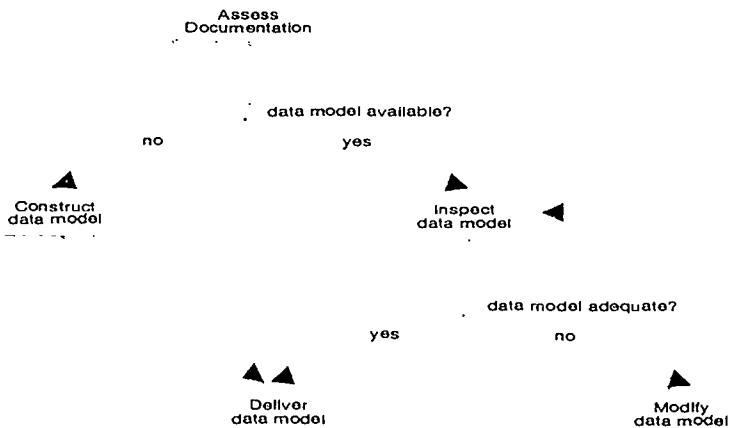 Assess
Documentation
data model available?
no
yes
Construct
data model
Inspect
data model
data model adequate?
yes
no
Deliver
data model
Modify
data model